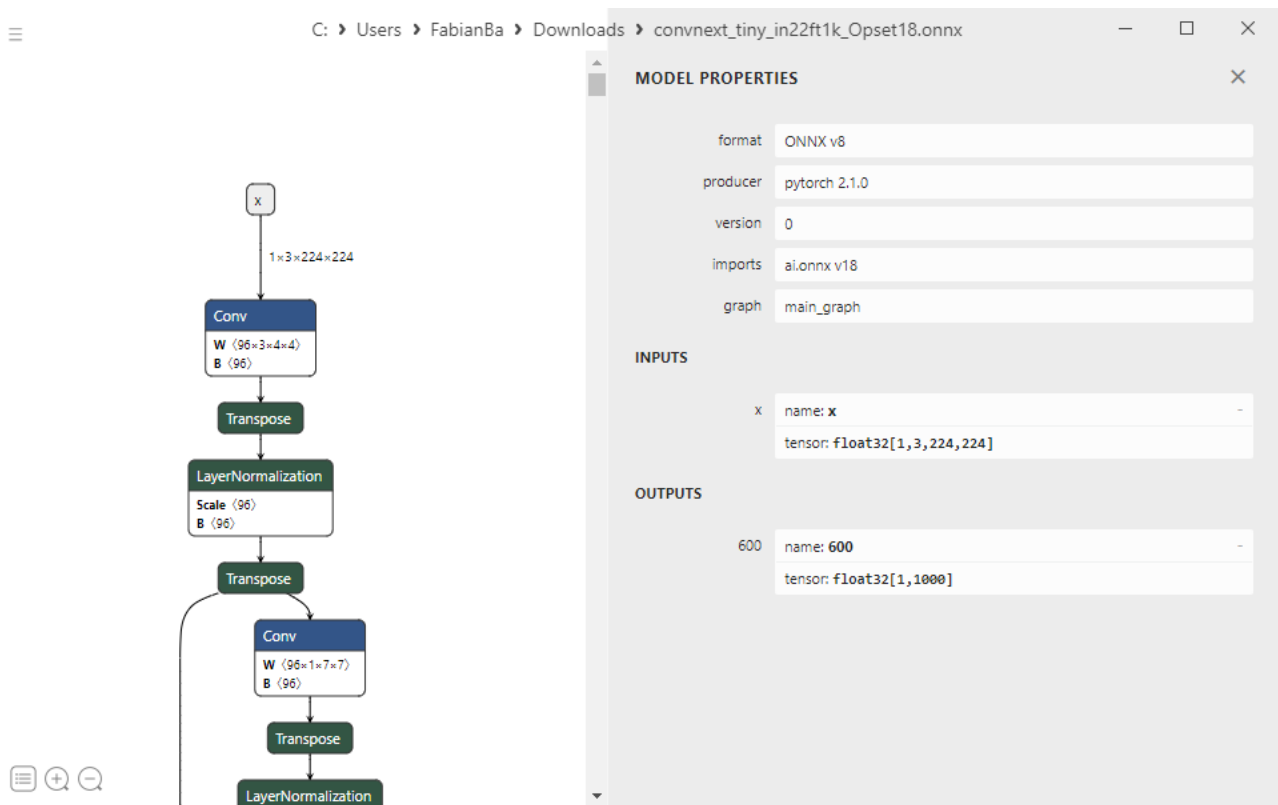 C: > Users > FabianBa > Downloads > convnext_tiny_in22ft1k_Opset18.onnx
x
1×3×224×224
Conv
W ⟨96×3×4×4⟩
B ⟨96⟩
Transpose
LayerNormalization
Scale ⟨96⟩
B ⟨96⟩
Transpose
Conv
W ⟨96×1×7×7⟩
B ⟨96⟩
Transpose
LayerNormalization
MODEL PROPERTIES
format ONNX v8
producer pytorch 2.1.0
version 0
imports ai.onnx v18
graph main_graph
INPUTS
x name: x -
tensor: float32[1,3,224,224]
OUTPUTS
600 name: 600 -
tensor: float32[1,1000]